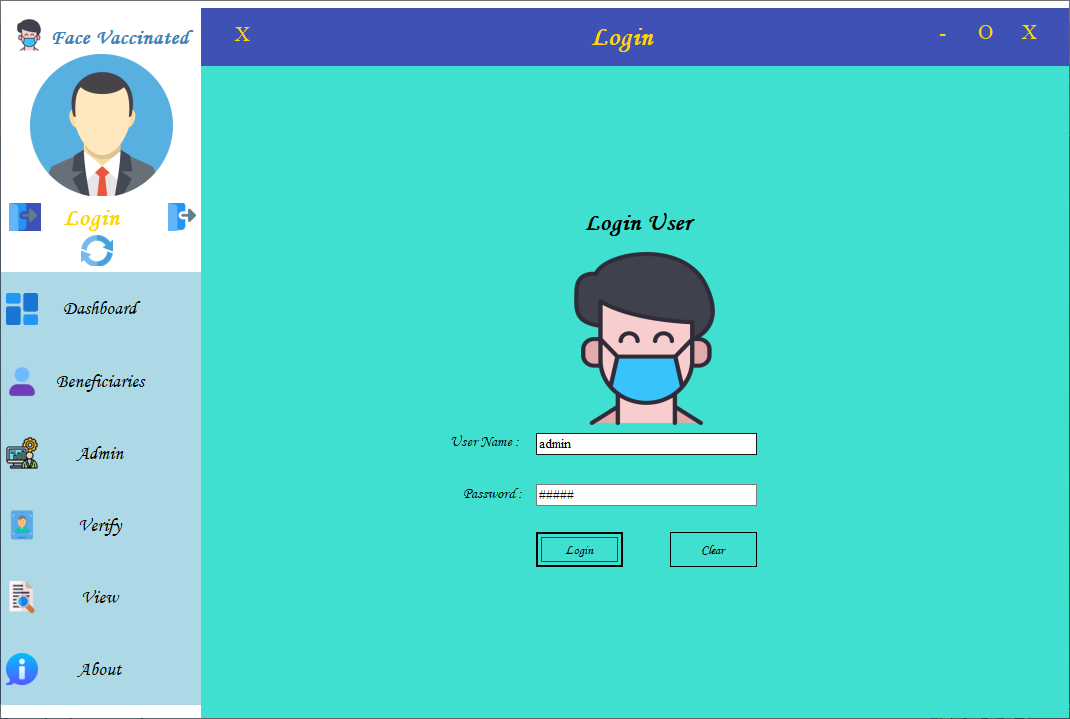 Face Vaccinated
X
Login
- O X
Login
Dashboard
Beneficiaries
Admin
Verify
View
About
Login User
User Name :
admin
Password :
#####
Login
Clear